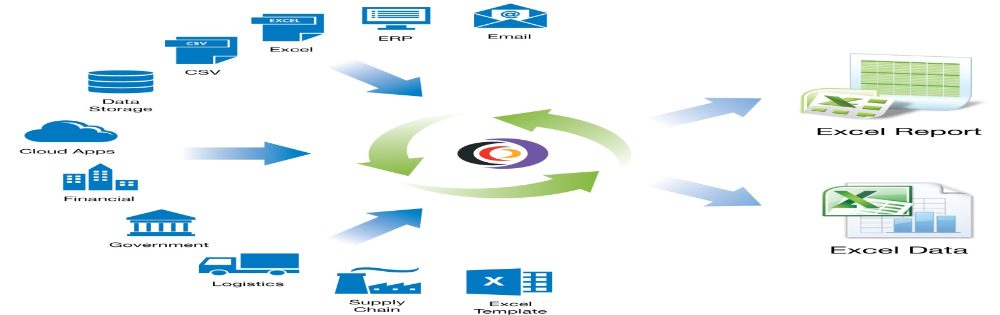 EXCEL
Excel
ERP
@
Email
CSV
CSV
Data
Storage
Cloud Apps
Financial
Government
Logistics
Supply
Chain
X
Excel
Template
X
Excel Report
X
Excel Data